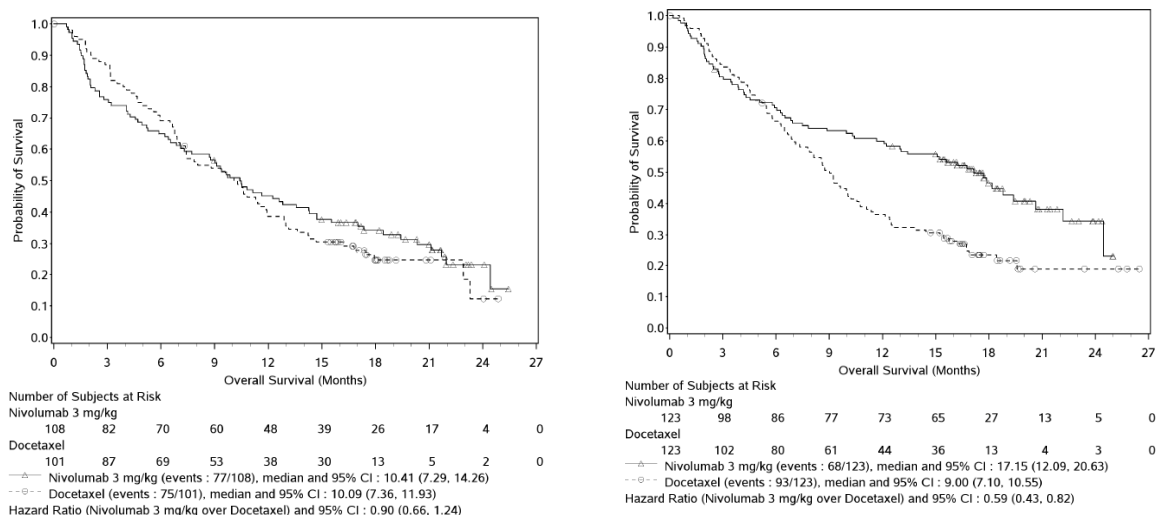 1.0
0.9
0.8
0.7
0.6
0.5
0.4
0.3
0.2
0.1
0.0
Probability of Survival
0 3 6 9 12 15 18 21 24 27
Overall Survival (Months)
Number of Subjects at Risk
Nivolumab 3 mg/kg
108 82 70 60 48 39 26 17 4 0
Docetaxel
101 87 69 53 38 30 13 5 2 0
Nivolumab 3 mg/kg (events : 77/108), median and 95% CI : 10.41 (7.29, 14.26)
Docetaxel (events : 75/101), median and 95% CI : 10.09 (7.36, 11.93)
Hazard Ratio (Nivolumab 3 mg/kg over Docetaxel) and 95% CI : 0.90 (0.66, 1.24)
1.0
0.9
0.8
0.7
0.6
0.5
0.4
0.3
0.2
0.1
0.0
Probability of Survival
0 3 6 9 12 15 18 21 24 27
Overall Survival (Months)
Number of Subjects at Risk
Nivolumab 3 mg/kg
123 98 86 77 73 65 27 13 5 0
Docetaxel
123 102 80 61 44 36 13 4 3 0
Nivolumab 3 mg/kg (events : 68/123), median and 95% CI : 17.15 (12.09, 20.63)
Docetaxel (events : 93/123), median and 95% CI : 9.00 (7.10, 10.55)
Hazard Ratio (Nivolumab 3 mg/kg over Docetaxel) and 95% CI : 0.59 (0.43, 0.82)